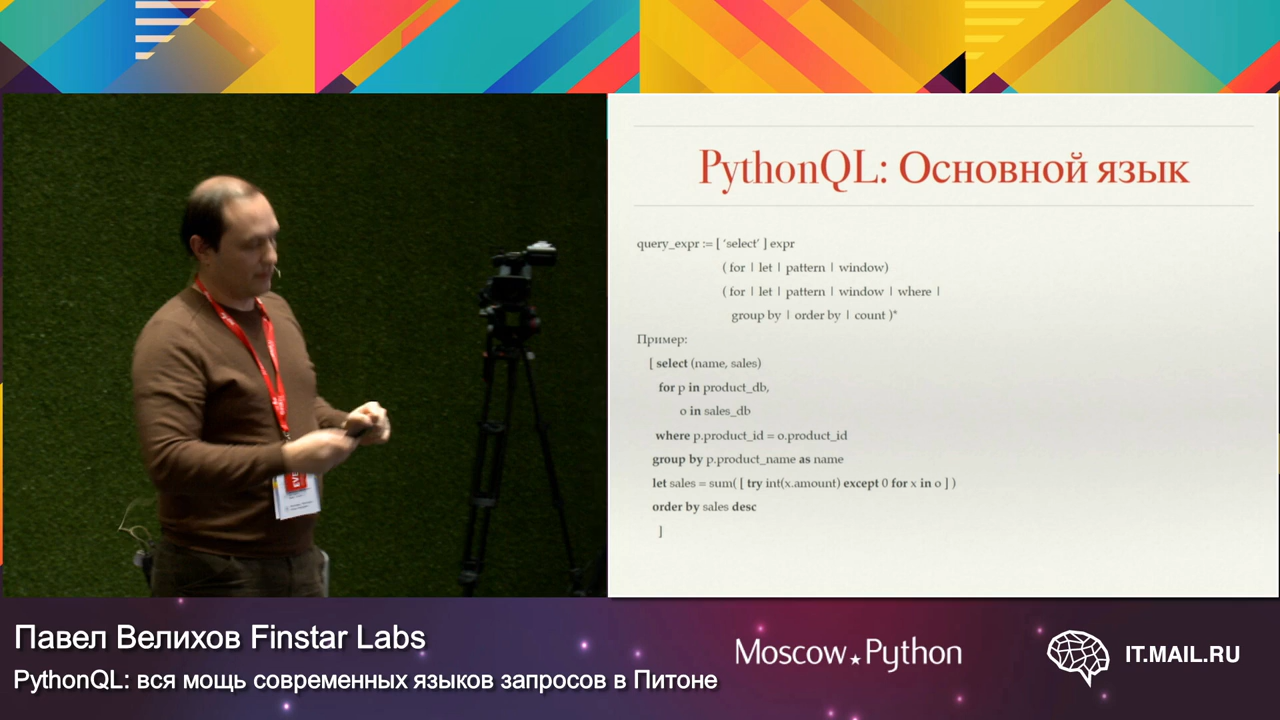 PythonQL: Основной язык
query_expr := [ ‘select’ ] expr
( for | let | pattern | window)
( for | let | pattern | window | where |
group by | order by | count )*
Пример:
[ select (name, sales)
for p in product_db,
o in sales_db
where p.product_id = o.product_id
group by p.product_name as name
let sales = sum( [ try int(x.amount) except 0 for x in o ] )
order by sales desc
]
EVE
Павел Велихов Finstar Labs
PythonQL: вся мощь современных языков запросов в Питоне
Moscow Python
IT.MAIL.RU